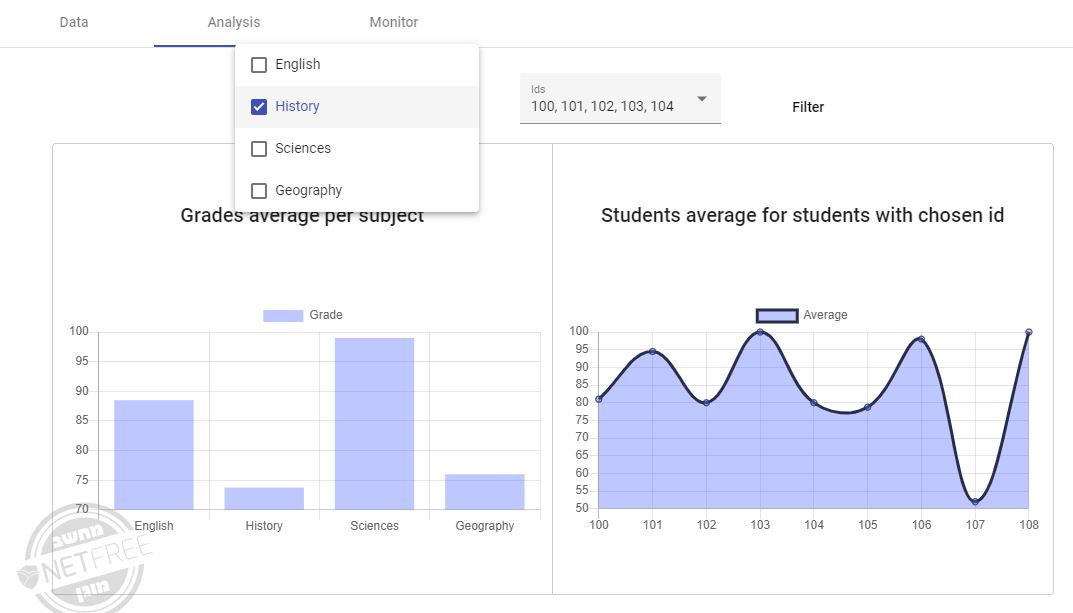 Data Analysis Monitor
English
History
Sciences
Geography
Ids
100, 101, 102, 103, 104
Filter
Grades average per subject
Students average for students with chosen id
Grade
100
95
90
85
80
75
70
English History Sciences Geography
Average
100
95
90
85
80
75
70
65
60
55
50
100 101 102 103 104 105 106 107 108
מחשב
NETFREE
מוגן